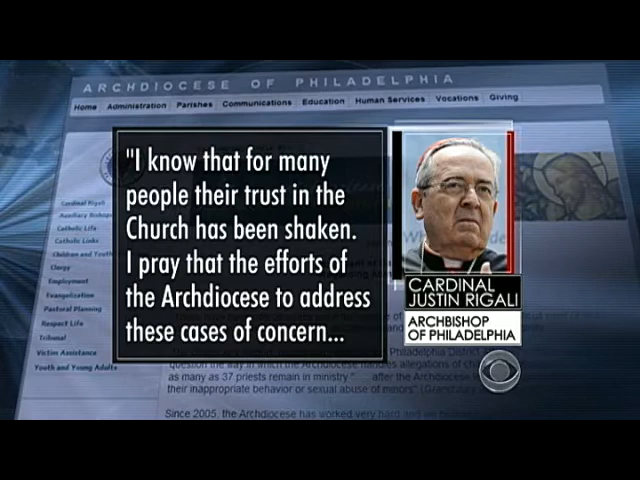 ARCHDIOCESE OF PHILADELPHIA
Home Administration Parishes Communications Education Human Services Vocations Giving
"I know that for many
people their trust in the
Church has been shaken.
I pray that the efforts of
the Archdiocese to address
these cases of concern...
CARDINAL
JUSTIN RIGALI
ARCHBISHOP
OF PHILADELPHIA
Cardinal Rigali
Auxiliary Bishops
Catholic Life
Catholic Links
Children and
Clergy
Employment
Evangelization
Pastoral Planning
Respect Life
Tribunal
Victim Assistance
Youth and Young Adults
Philadelphia District
question the way in which the Archdiocese handles allegations of
as many as 37 priests remain in ministry "
after the Archdiocese
their inappropriate behavior or sexual abuse of minors"
Since 2005, the Archdiocese has worked very hard and